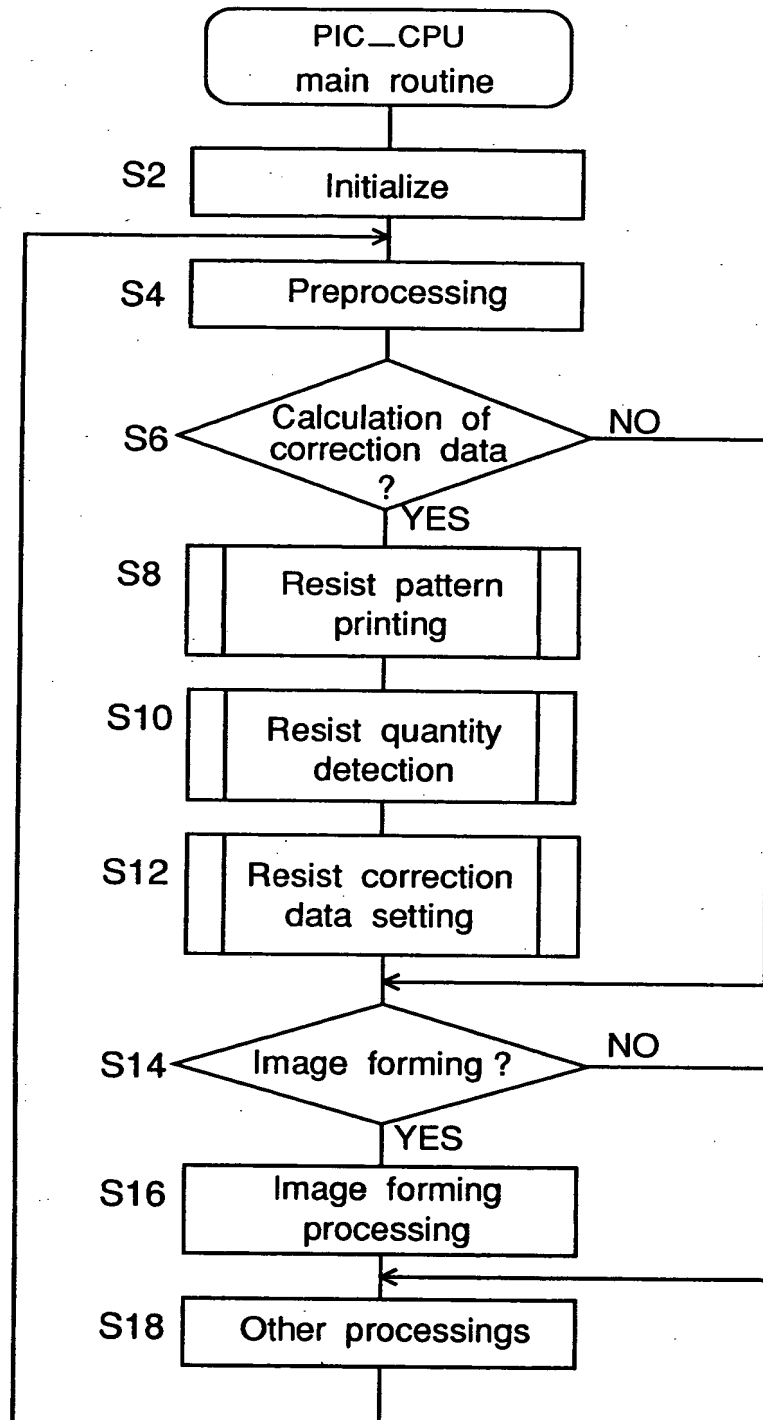 PIC_CPU
main routine
S2
Initialize
S4
Preprocessing
S6
Calculation of
correction data
?
NO
YES
S8
Resist pattern
printing
S10
Resist quantity
detection
S12
Resist correction
data setting
S14
Image forming ?
NO
YES
S16
Image forming
processing
S18
Other processings